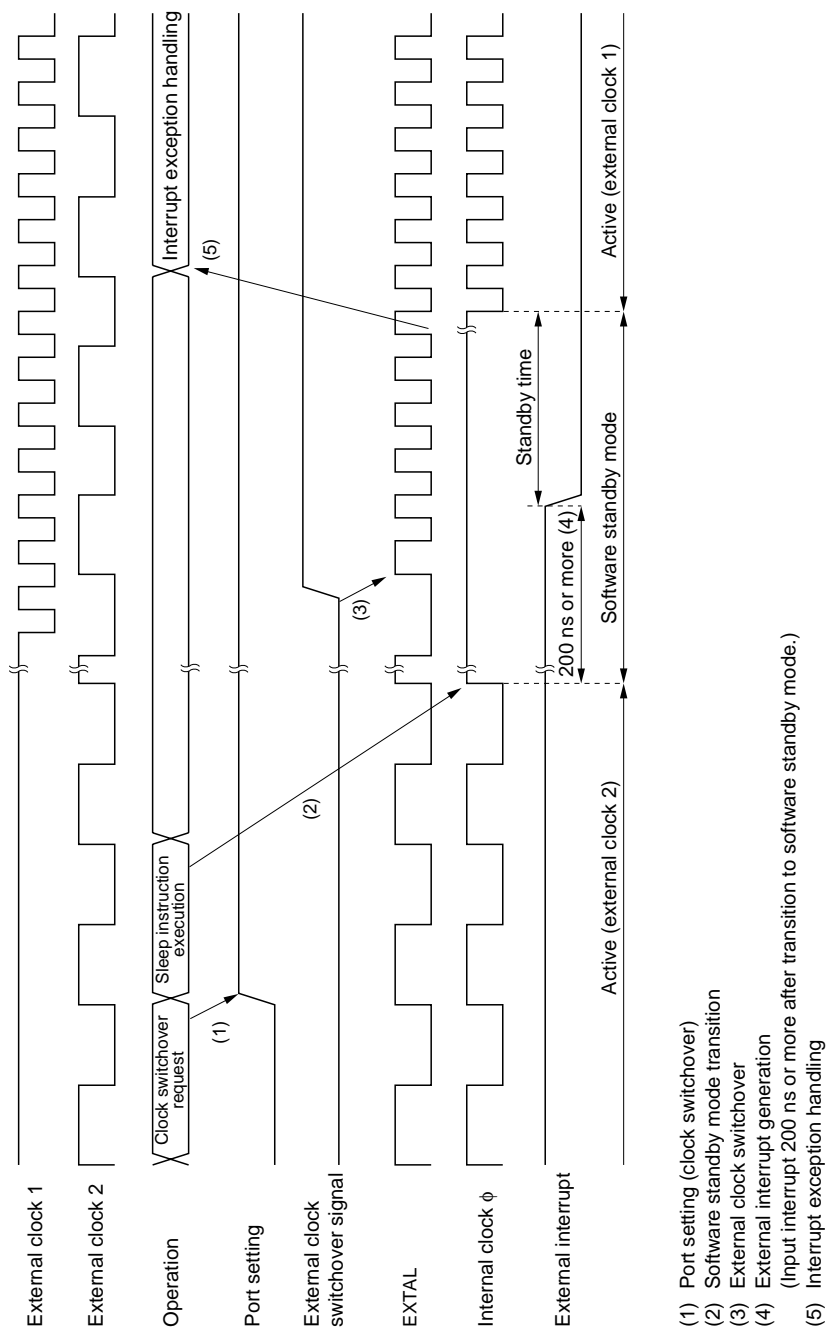 External clock 1
External clock 2
Operation
Clock switchover
request
Sleep instruction
execution
Interrupt exception handling
Port setting
(1)
(5)
External clock
switchover signal
(2)
(3)
EXTAL
Internal clock ϕ
Standby time
External interrupt
200 ns or more (4)
Active (external clock 2)
Software standby mode
Active (external clock 1)
(1) Port setting (clock switchover)
(2) Software standby mode transition
(3) External clock switchover
(4) External interrupt generation
(Input interrupt 200 ns or more after transition to software standby mode.)
(5) Interrupt exception handling